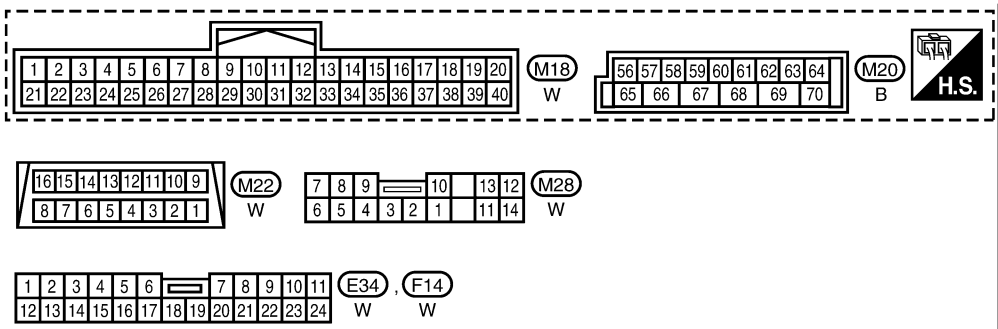 1 2 3 4 5 6 7 8 9 10 11 12 13 14 15 16 17 18 19 20
21 22 23 24 25 26 27 28 29 30 31 32 33 34 35 36 37 38 39 40
M18
W
56 57 58 59 60 61 62 63 64
65 66 67 68 69 70
M20
B
H.S.
16 15 14 13 12 11 10 9
8 7 6 5 4 3 2 1
M22
W
7 8 9 10 13 12
6 5 4 3 2 1 11 14
M28
W
1 2 3 4 5 6 7 8 9 10 11
12 13 14 15 16 17 18 19 20 21 22 23 24
E34 , F14
W W